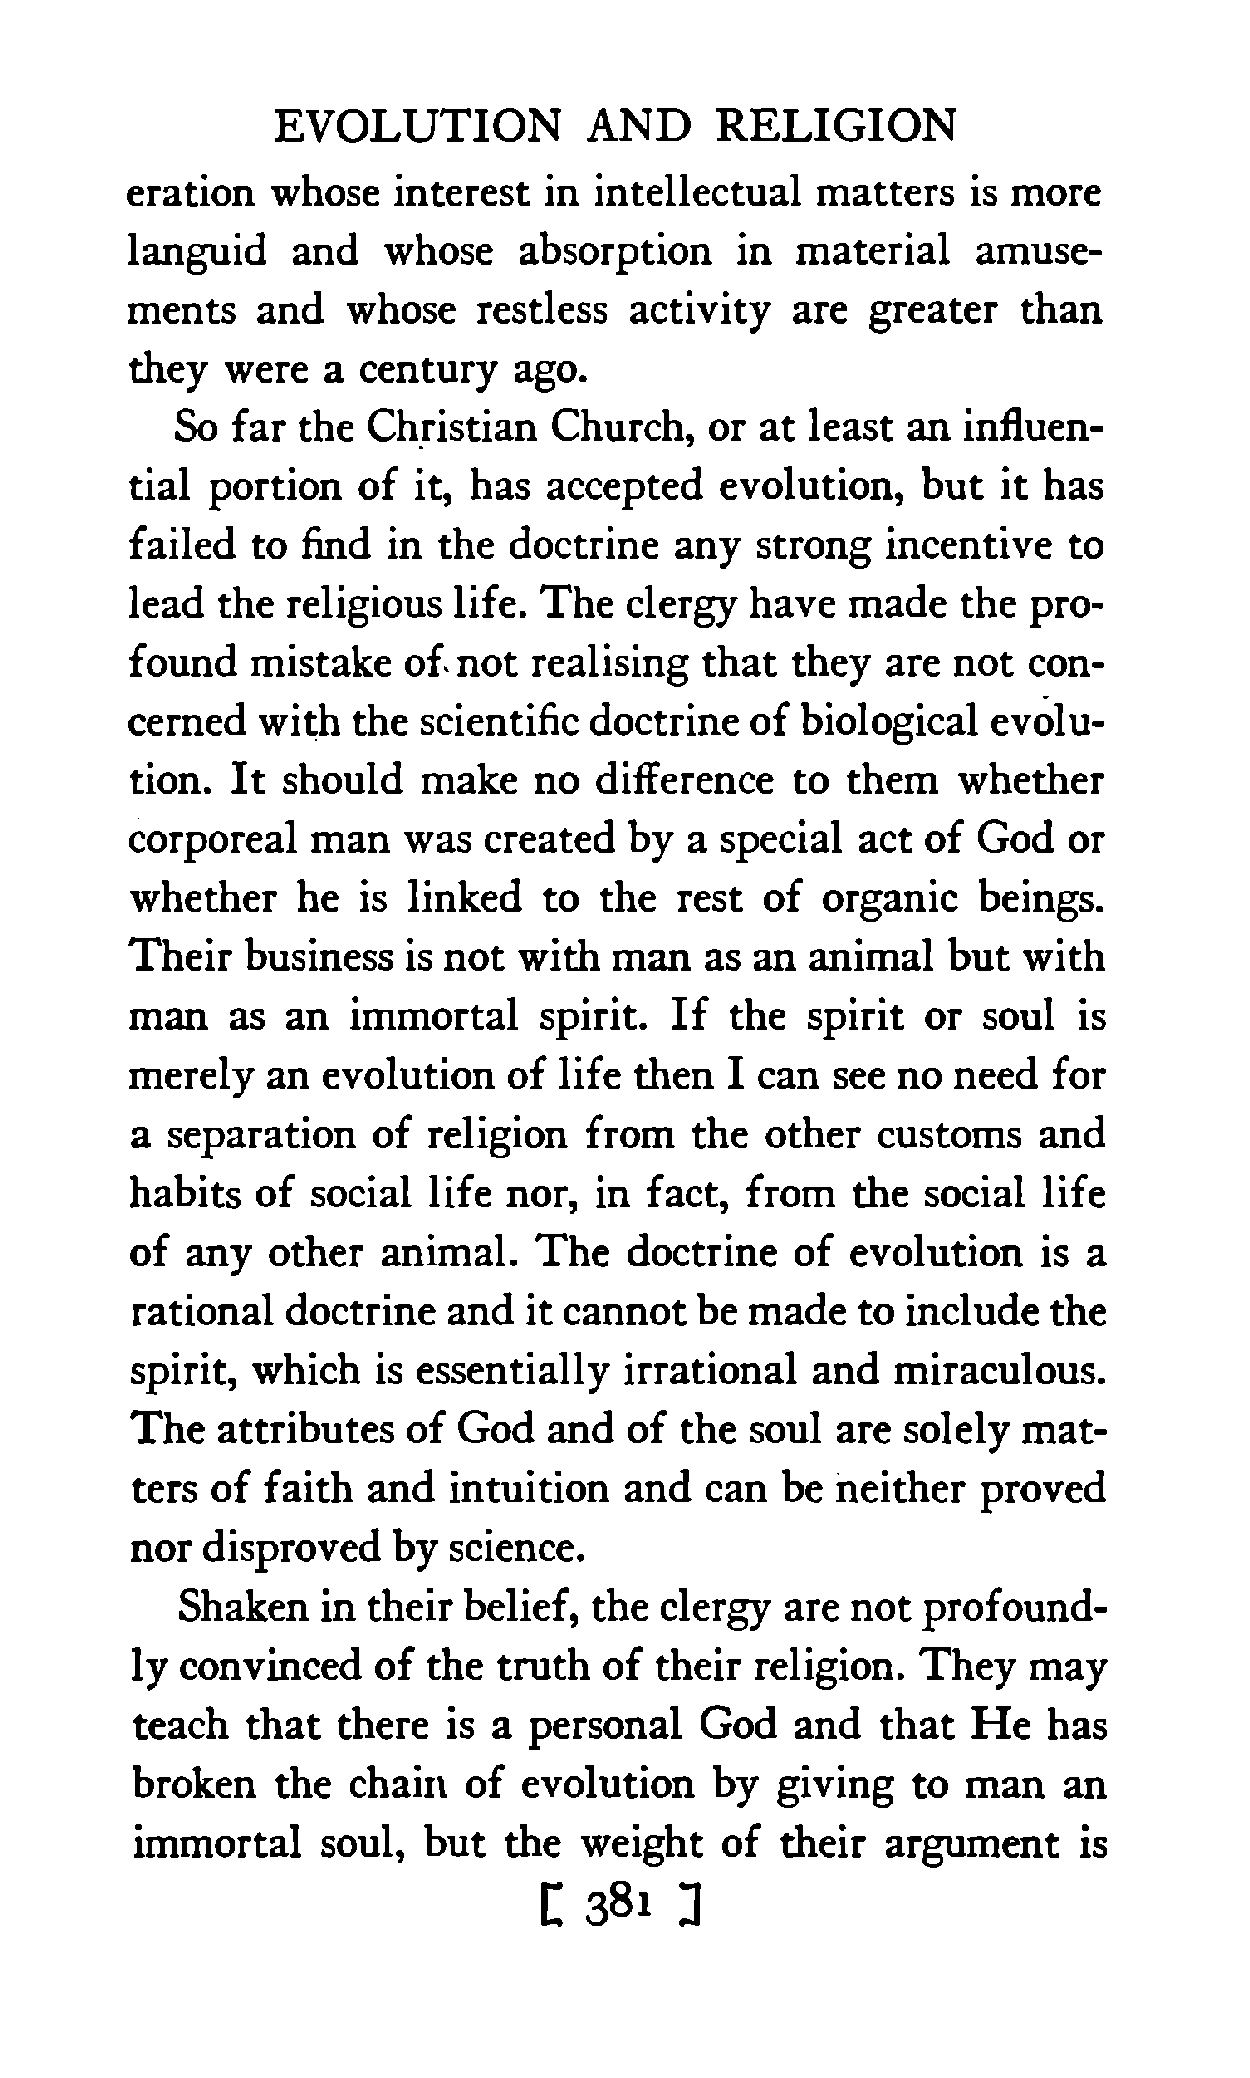 EVOLUTION AND RELIGION
eration whose interest in intellectual matters is more
languid and whose absorption in material amuse-
ments and whose restless activity are greater than
they were a century ago.
So far the Christian Church, or at least an influen-
tial portion of it, has accepted evolution, but it has
failed to find in the doctrine any strong incentive to
lead the religious life. The clergy have made the pro-
found mistake of not realising that they are not con-
cerned with the scientific doctrine of biological evolu-
tion. It should make no difference to them whether
corporeal man was created by a special act of God or
whether he is linked to the rest of organic beings.
Their business is not with man as an animal but with
man as an immortal spirit. If the spirit or soul is
merely an evolution of life then I can see no need for
a separation of religion from the other customs and
habits of social life nor, in fact, from the social life
of any other animal. The doctrine of evolution is a
rational doctrine and it cannot be made to include the
spirit, which is essentially irrational and miraculous.
The attributes of God and of the soul are solely mat-
ters of faith and intuition and can be neither proved
nor disproved by science.
Shaken in their belief, the clergy are not profound-
ly convinced of the truth of their religion. They may
teach that there is a personal God and that He has
broken the chain of evolution by giving to man an
immortal soul, but the weight of their argument is
[ 381 ]